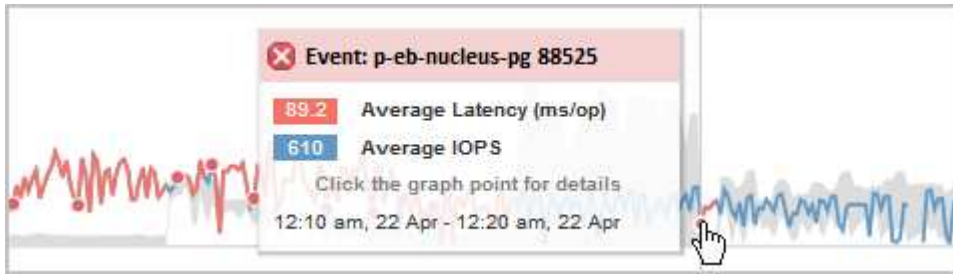 Event: p-eb-nucleus-pg 88525
89.2 Average Latency (ms/op)
610 Average IOPS
Click the graph point for details
12:10 am, 22 Apr - 12:20 am, 22 Apr